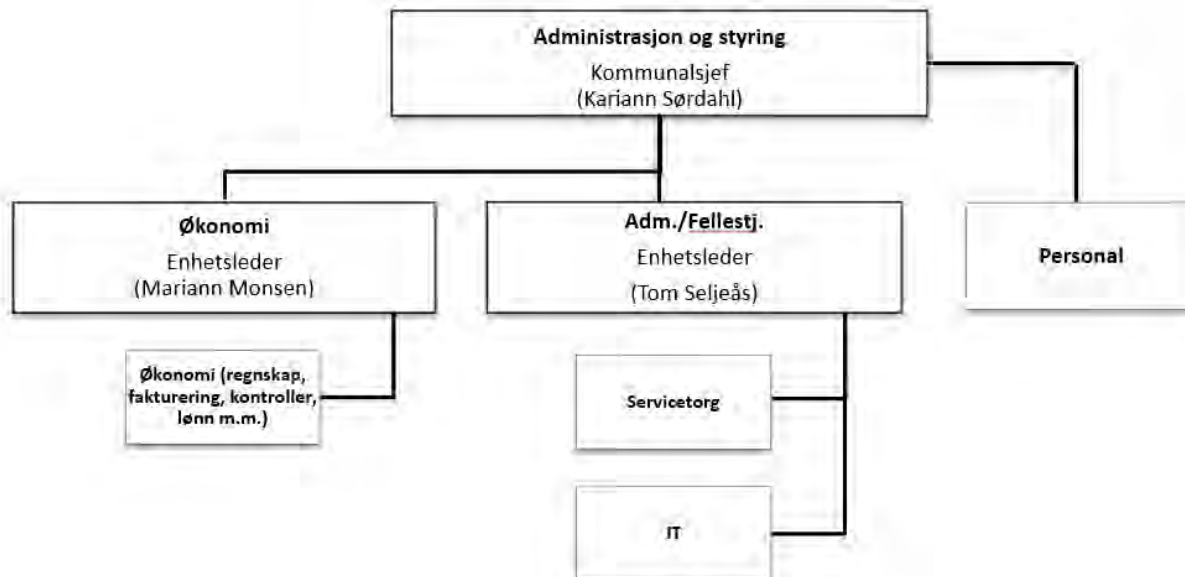 Administrasjon og styring
Kommunalsjef
(Kariann Sørdahl)
Økonomi
Enhetsleder
(Mariann Monsen)
Adm./Fellestj.
Enhetsleder
(Tom Seljeås)
Personal
Økonomi (regnskap,
fakturering, kontroller,
lønn m.m.)
Servicetorg
IT